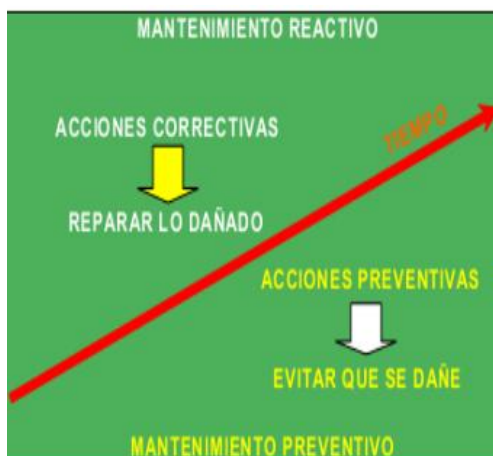 MANTENIMIENTO REACTIVO
TIEMPO
ACCIONES CORRECTIVAS
REPARAR LO DAÑADO
ACCIONES PREVENTIVAS
EVITAR QUE SE DAÑE
MANTENIMIENTO PREVENTIVO